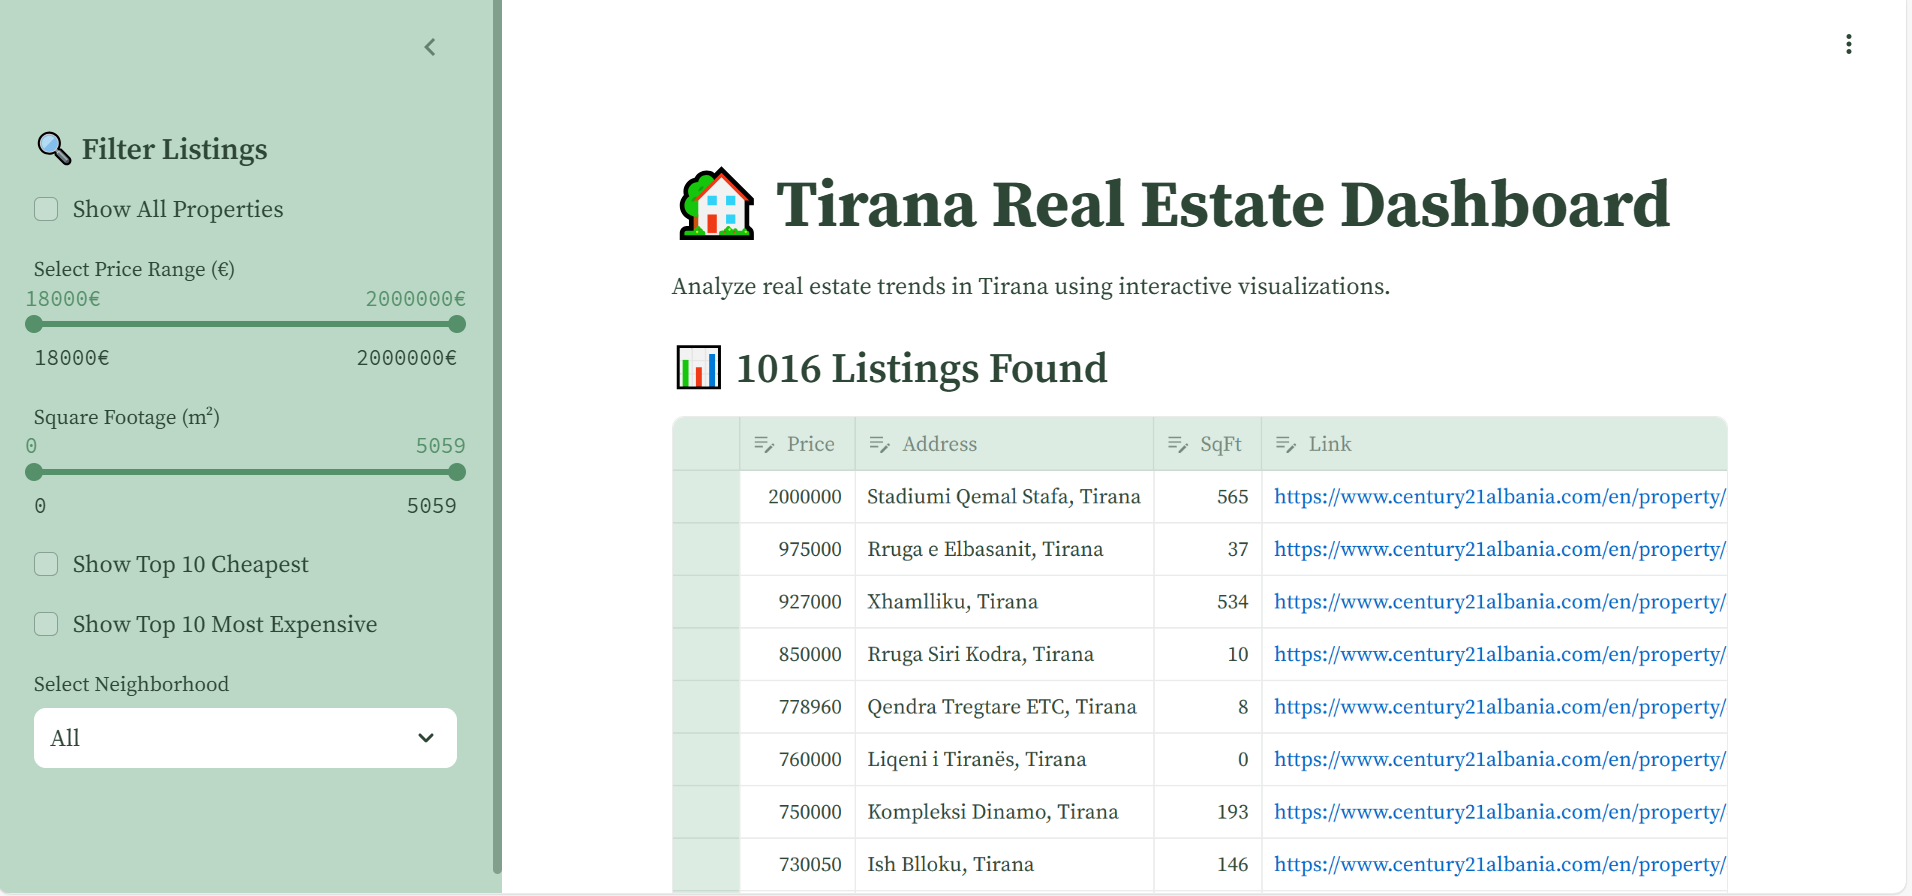 Filter Listings
Show All Properties
Select Price Range (€)
18000€ 2000000€
18000€ 2000000€
Square Footage (m²)
0 5059
0 5059
Show Top 10 Cheapest
Show Top 10 Most Expensive
Select Neighborhood
All
Tirana Real Estate Dashboard
Analyze real estate trends in Tirana using interactive visualizations.
1016 Listings Found
Price Address SqFt Link
2000000 Stadiumi Qemal Stafa, Tirana 565 https://www.century21albania.com/en/property/
975000 Rruga e Elbasanit, Tirana 37 https://www.century21albania.com/en/property/
927000 Xhamlliku, Tirana 534 https://www.century21albania.com/en/property/
850000 Rruga Siri Kodra, Tirana 10 https://www.century21albania.com/en/property/
778960 Qendra Tregtare ETC, Tirana 8 https://www.century21albania.com/en/property/
760000 Liqeni i Tiranës, Tirana 0 https://www.century21albania.com/en/property/
750000 Kompleksi Dinamo, Tirana 193 https://www.century21albania.com/en/property/
730050 Ish Blloku, Tirana 146 https://www.century21albania.com/en/property/